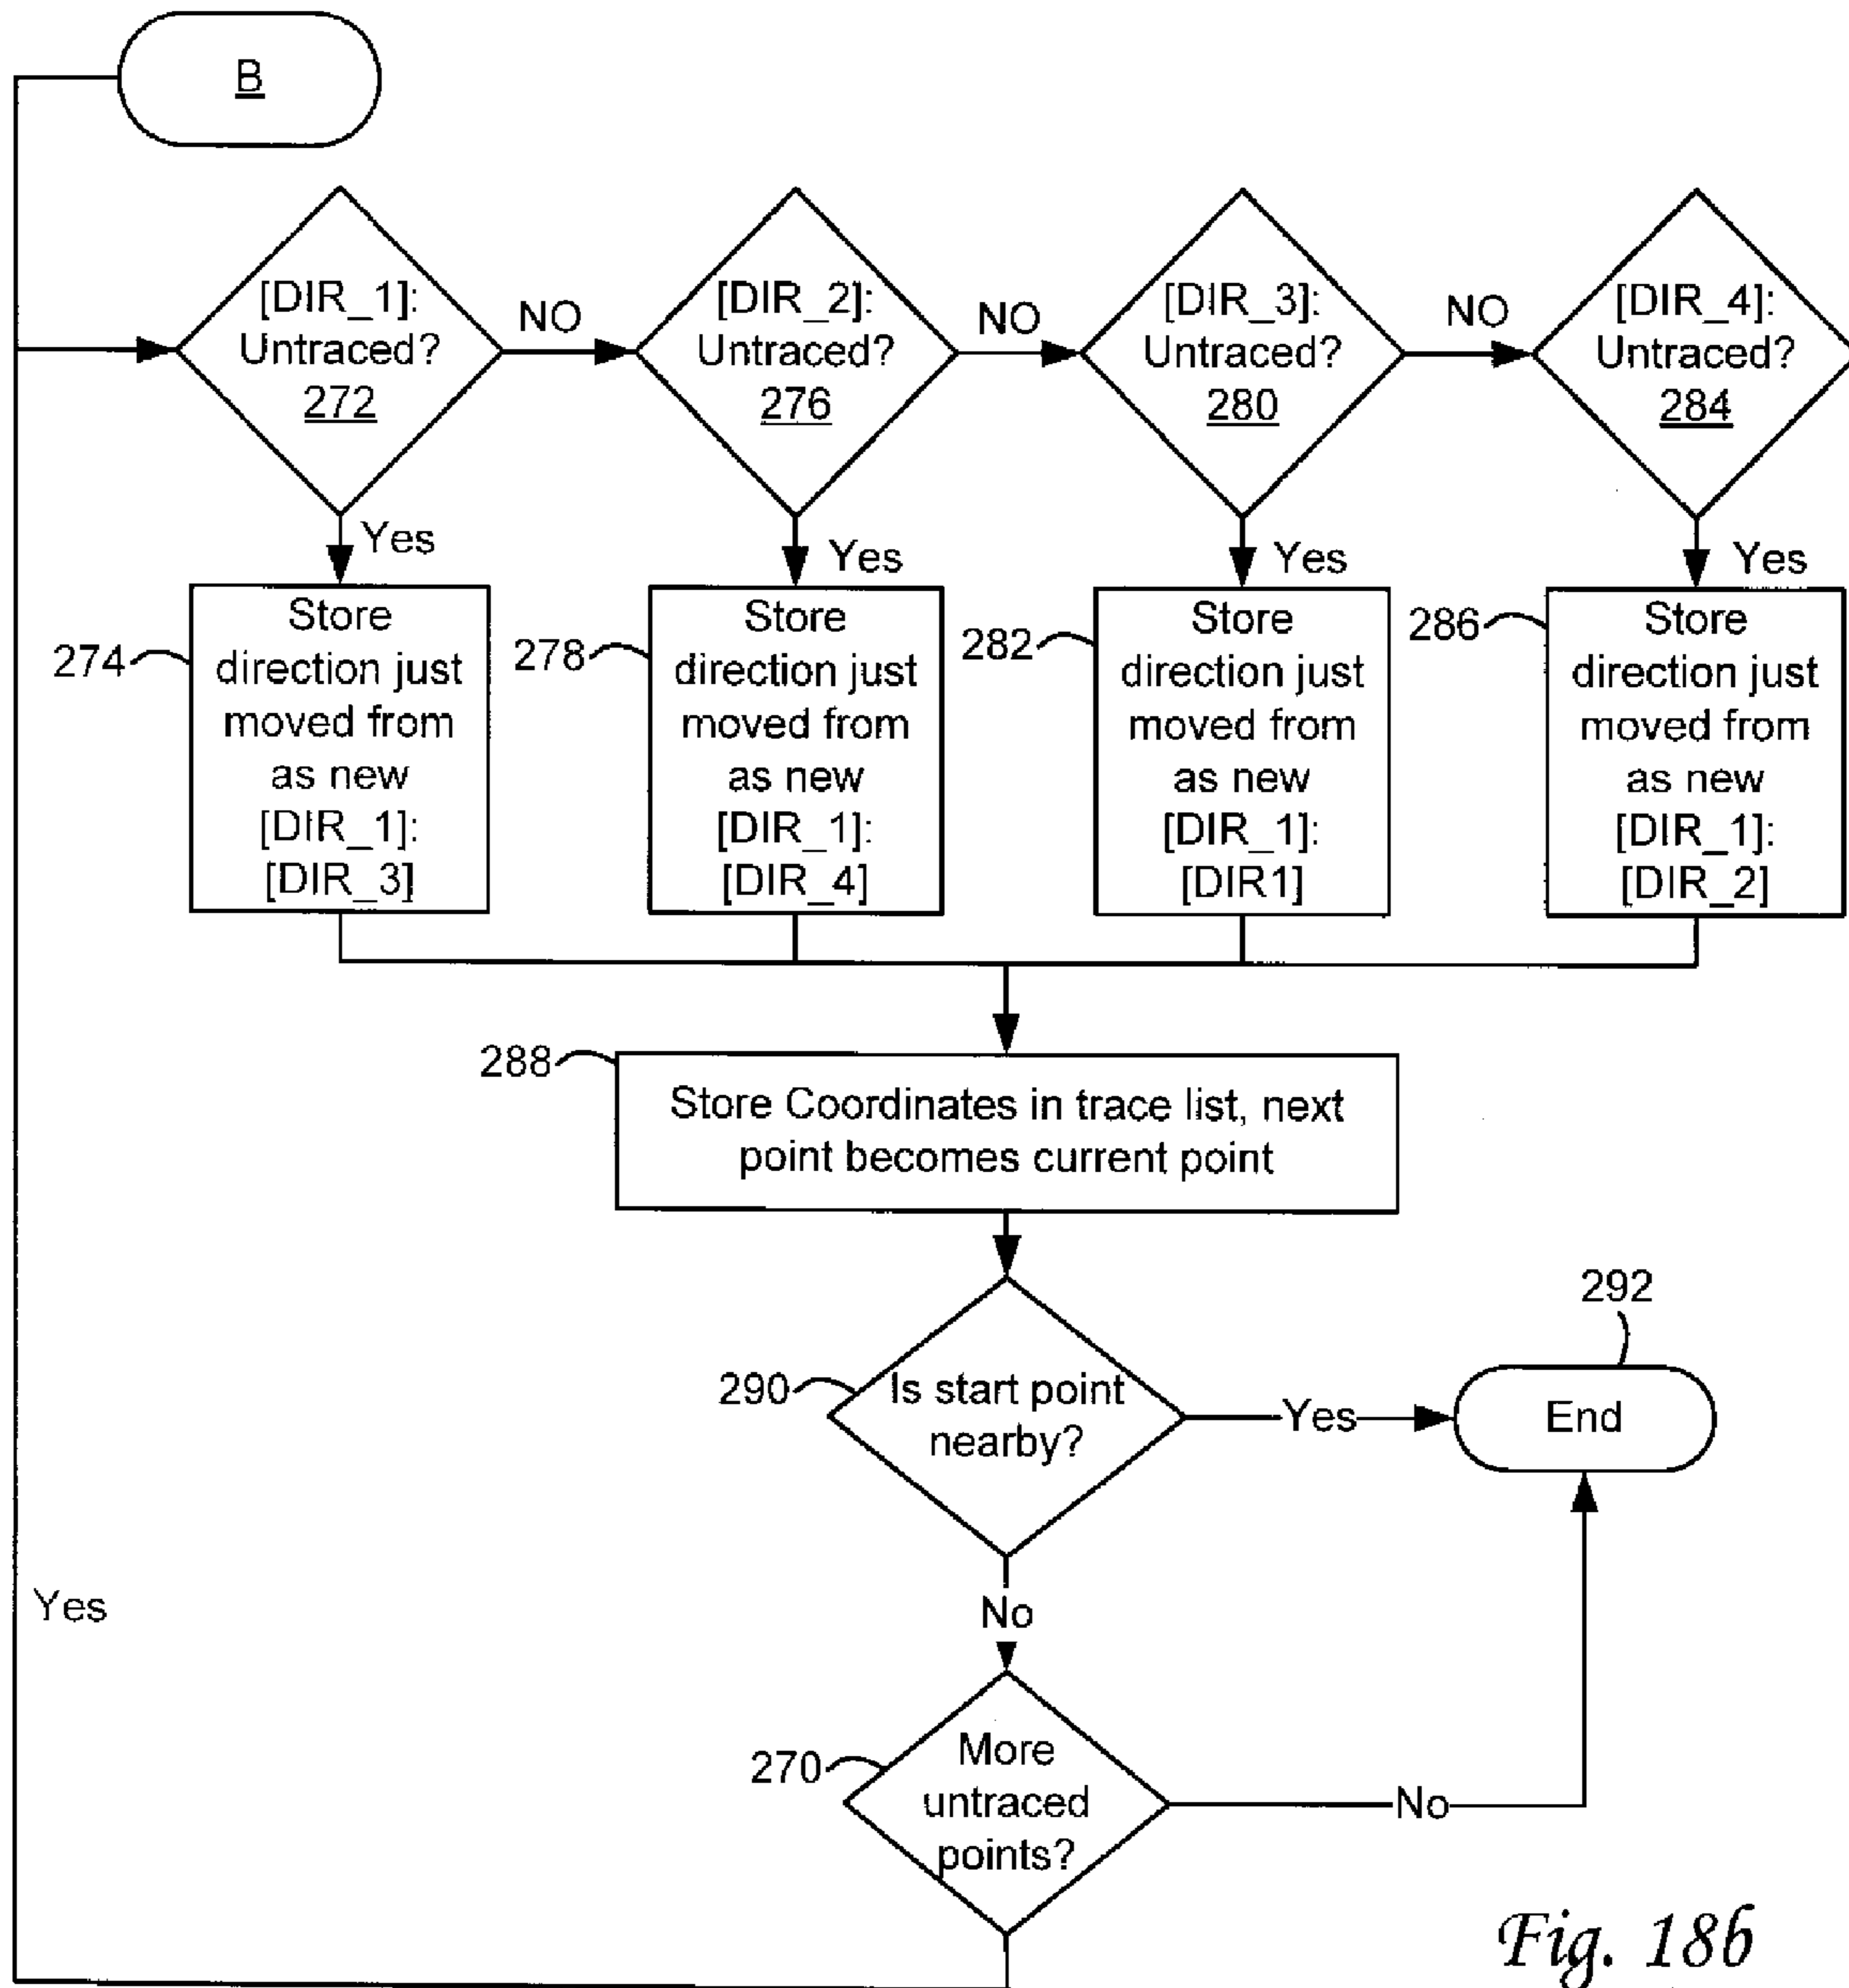 B
[DIR_1]:
Untraced?
272
NO
[DIR_2]:
Untraced?
276
NO
[DIR_3]:
Untraced?
280
NO
[DIR_4]:
Untraced?
284
Yes
Yes
Yes
Yes
274
Store
direction just
moved from
as new
[DIR_1]:
[DIR_3]
278
Store
direction just
moved from
as new
[DIR_1]:
[DIR_4]
282
Store
direction just
moved from
as new
[DIR_1]:
[DIR1]
286
Store
direction just
moved from
as new
[DIR_1]:
[DIR_2]
288
Store Coordinates in trace list, next
point becomes current point
290
Is start point
nearby?
Yes
292
End
No
Yes
270
More
untraced
points?
No
Fig. 18b